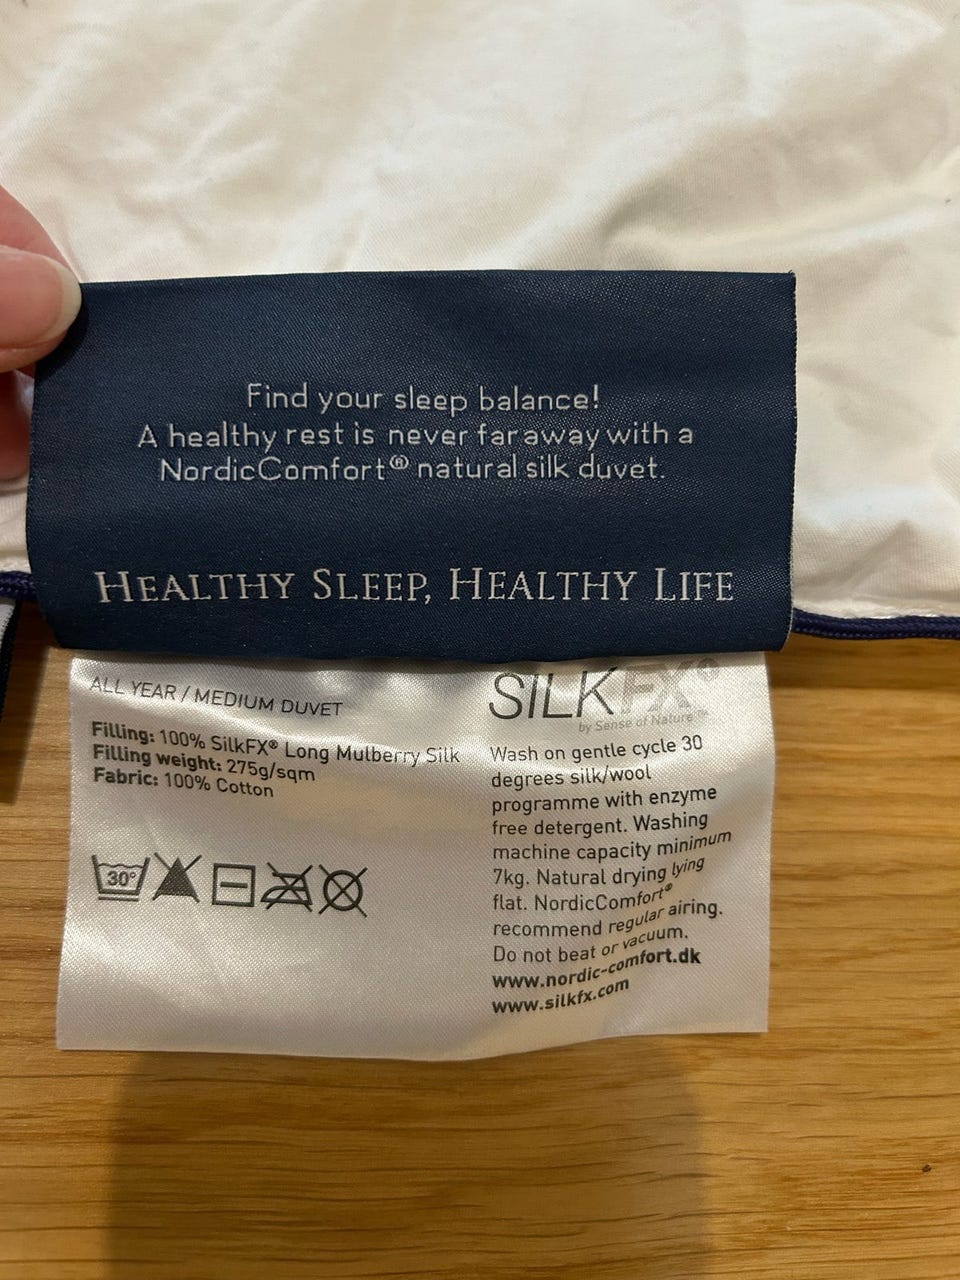 Find your sleep balance!
A healthy rest is never far away with a
NordicComfort® natural silk duvet.
HEALTHY SLEEP, HEALTHY LIFE
ALL YEAR / MEDIUM DUVET
Filling: 100% SilkFX® Long Mulberry Silk
Filling weight: 275g/sqm
Fabric: 100% Cotton
30°
SILKFX®
by Sense of Nature™
Wash on gentle cycle 30
degrees silk/wool
programme with enzyme
free detergent. Washing
machine capacity minimum
7kg. Natural drying lying
flat. NordicComfort®
recommend regular airing.
Do not beat or vacuum.
www.nordic-comfort.dk
www.silkfx.com